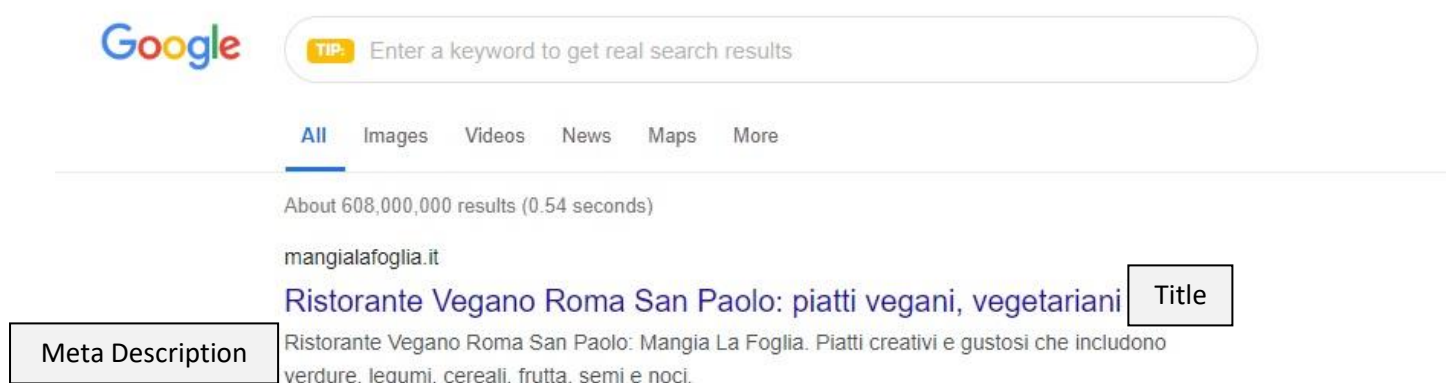 Google
TIP: Enter a keyword to get real search results
All Images Videos News Maps More
About 608,000,000 results (0.54 seconds)
mangialafoglia.it
Ristorante Vegano Roma San Paolo: piatti vegani, vegetariani
Title
Meta Description
Ristorante Vegano Roma San Paolo: Mangia La Foglia. Piatti creativi e gustosi che includono
verdure, legumi, cereali, frutta, semi e noci.